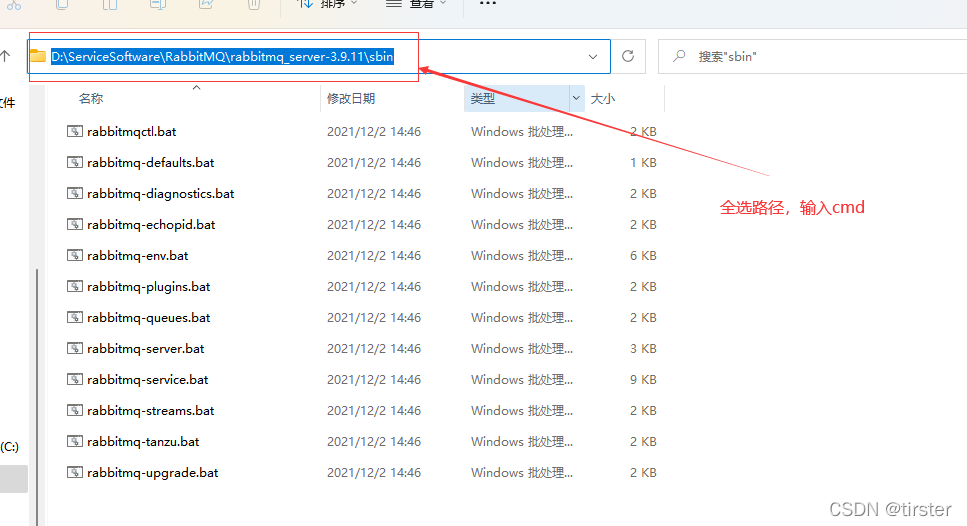 排序 查看 ···
D:\ServiceSoftware\RabbitMQ\rabbitmq_server-3.9.11\sbin 搜索"sbin"
文件
名称 修改日期 类型 大小
rabbitmqctl.bat 2021/12/2 14:46 Windows 批处理... 2 KB
rabbitmq-defaults.bat 2021/12/2 14:46 Windows 批处理... 1 KB
rabbitmq-diagnostics.bat 2021/12/2 14:46 Windows 批处理... 2 KB
全选路径，输入cmd
rabbitmq-echopid.bat 2021/12/2 14:46 Windows 批处理... 2 KB
rabbitmq-env.bat 2021/12/2 14:46 Windows 批处理... 6 KB
rabbitmq-plugins.bat 2021/12/2 14:46 Windows 批处理... 2 KB
rabbitmq-queues.bat 2021/12/2 14:46 Windows 批处理... 2 KB
rabbitmq-server.bat 2021/12/2 14:46 Windows 批处理... 3 KB
rabbitmq-service.bat 2021/12/2 14:46 Windows 批处理... 9 KB
rabbitmq-streams.bat 2021/12/2 14:46 Windows 批处理... 2 KB
rabbitmq-tanzu.bat 2021/12/2 14:46 Windows 批处理... 2 KB
(C:)
rabbitmq-upgrade.bat 2021/12/2 14:46 Windows 批处理... 2 KB
CSDN @tirster